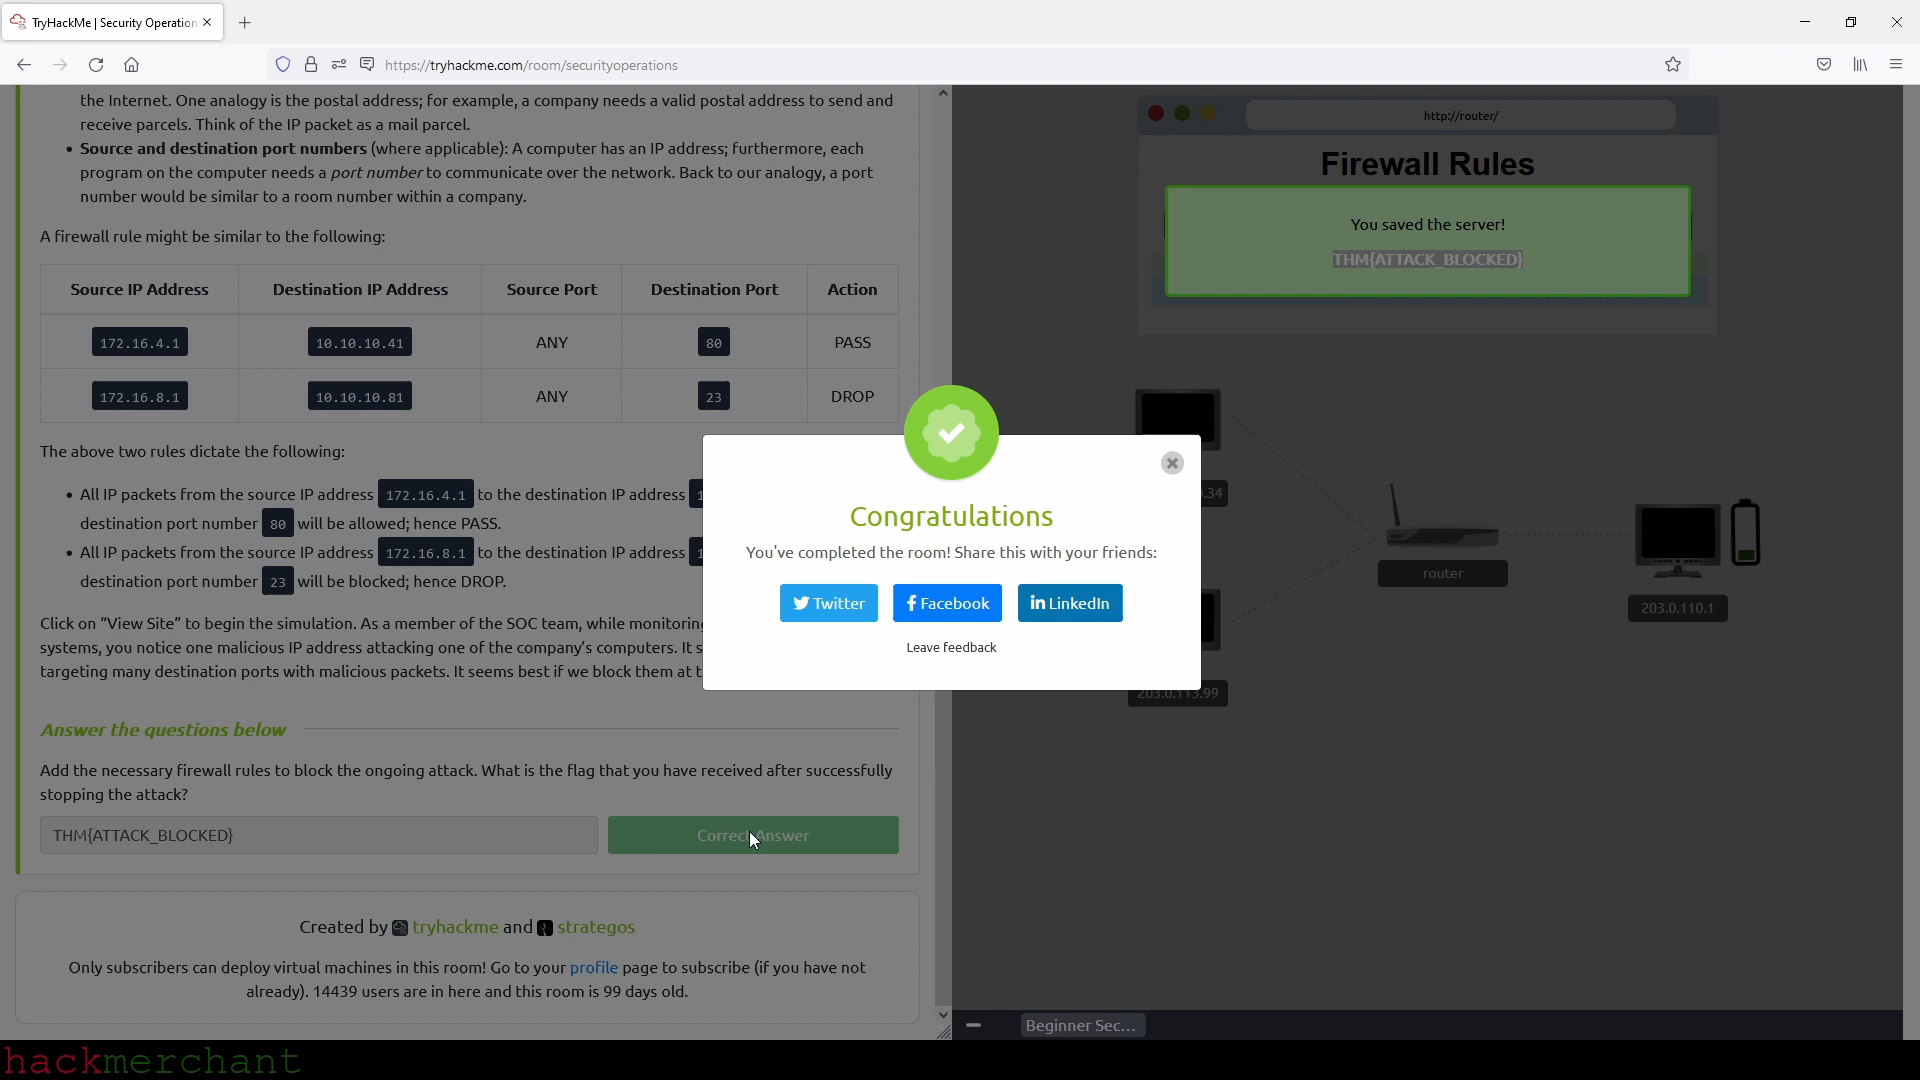 TryHackMe | Security Operation
https://tryhackme.com/room/securityoperations
the Internet. One analogy is the postal address; for example, a company needs a valid postal address to send and
receive parcels. Think of the IP packet as a mail parcel.
• Source and destination port numbers (where applicable): A computer has an IP address; furthermore, each
program on the computer needs a port number to communicate over the network. Back to our analogy, a port
number would be similar to a room number within a company.
A firewall rule might be similar to the following:
Source IP Address Destination IP Address Source Port Destination Port Action
172.16.4.1 10.10.10.41 ANY 80 PASS
172.16.8.1 10.10.10.81 ANY 23 DROP
The above two rules dictate the following:
• All IP packets from the source IP address 172.16.4.1 to the destination IP address 1
destination port number 80 will be allowed; hence PASS.
• All IP packets from the source IP address 172.16.8.1 to the destination IP address 1
destination port number 23 will be blocked; hence DROP.
Click on “View Site” to begin the simulation. As a member of the SOC team, while monitoring
systems, you notice one malicious IP address attacking one of the company’s computers. It s
targeting many destination ports with malicious packets. It seems best if we block them at t
Answer the questions below
Add the necessary firewall rules to block the ongoing attack. What is the flag that you have received after successfully
stopping the attack?
THM{ATTACK_BLOCKED}
Correct Answer
Created by tryhackme and strategos
Only subscribers can deploy virtual machines in this room! Go to your profile page to subscribe (if you have not
already). 14439 users are in here and this room is 99 days old.
Congratulations
You've completed the room! Share this with your friends:
Twitter
Facebook
LinkedIn
Leave feedback
http://router/
Firewall Rules
You saved the server!
THM{ATTACK_BLOCKED}
.34
router
203.0.110.1
203.0.113.99
Beginner Sec...
hackmerchant